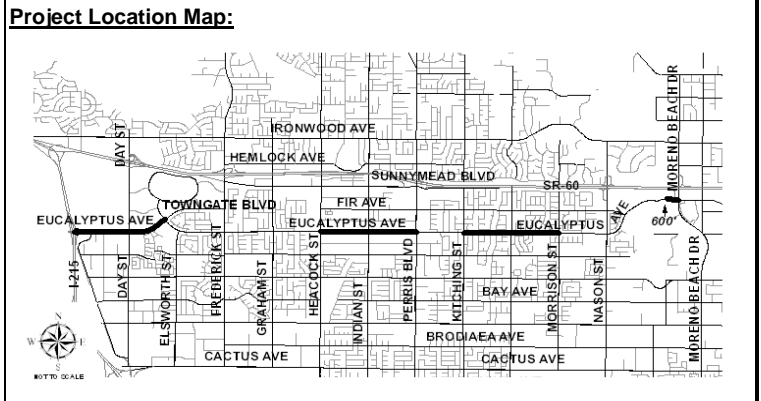 Project Location Map:
IRONWOOD AVE
HEMLOCK AVE
SUNNYMEAD BLVD
SR-60
DAY ST
MORENO BEACH DR
TOWNGATE BLVD
FIR AVE
EUCALYPTUS AVE
EUCALYPTUS AVE
EUCALYPTUS AVE
600'
I-215
DAY ST
ELSWORTH ST
FREDERICK ST
GRAHAM ST
HEACOCK ST
INDIAN ST
PERRIS BLVD
KITCHING ST
MORRISON ST
NASON ST
MORENO BEACH DR
BAY AVE
BRODIAEA AVE
CACTUS AVE
CACTUS AVE
N
W
E
S
NOT TO SCALE